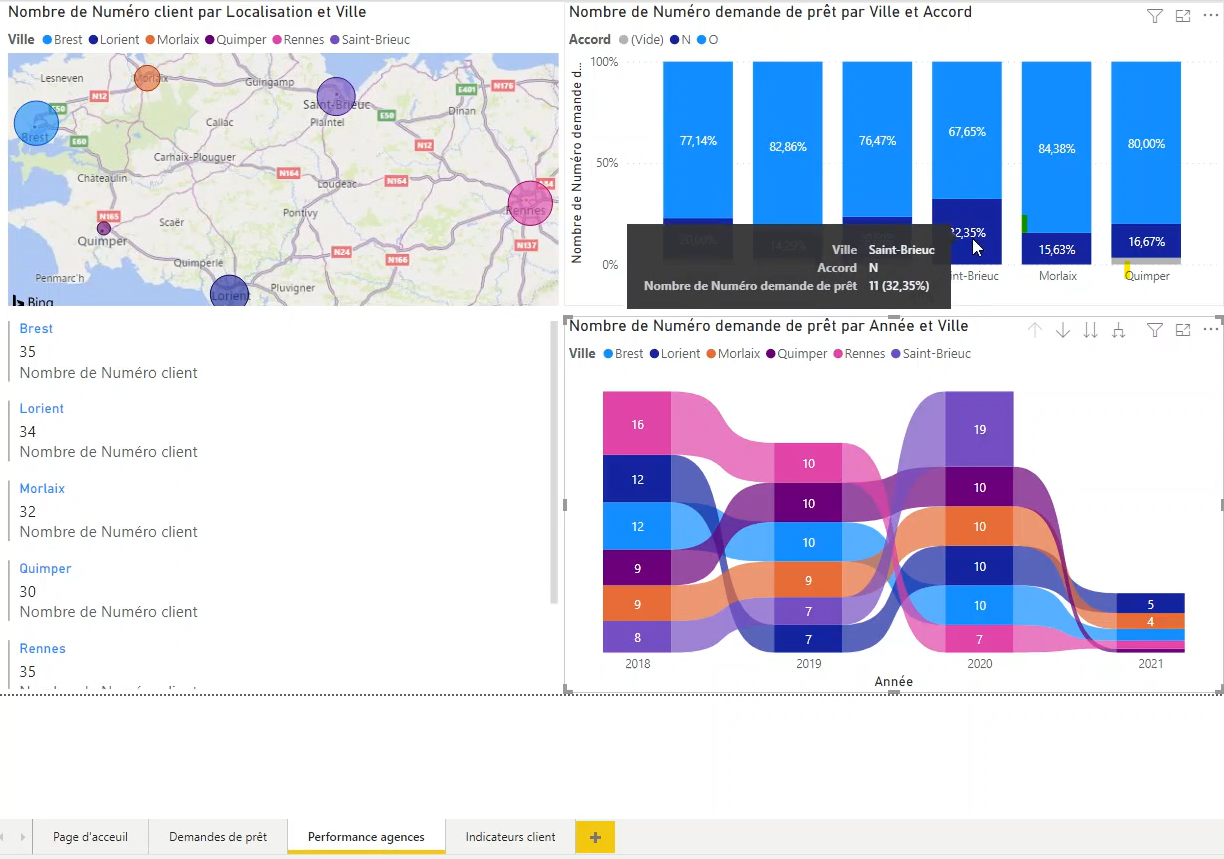 Nombre de Numéro client par Localisation et Ville
Ville Brest Lorient Morlaix Quimper Rennes Saint-Brieuc
Lesneven
Morlaix
Guingamp
N176
E401
N12
E50
Saint-Brieuc
Dinan
E50
Brest
Callac
Plaintel
E60
N12
Carhaix-Plouguer
Châteaulin
N164
Loudeac
N164
Rennes
N165
Scaër
Pontivy
Quimper
N137
N24
N166
Quimperle
Penmarc'h
Lorient
Pluvigner
Bing
Nombre de Numéro demande de prêt par Ville et Accord
Accord (Vide) N O
Nombre de Numéro demande d...
100%
50%
0%
77,14%
82,86%
76,47%
67,65%
84,38%
80,00%
32,35%
15,63%
16,67%
Ville Saint-Brieuc
Accord N
Nombre de Numéro demande de prêt 11 (32,35%)
nt-Brieuc
Morlaix
Quimper
Brest
35
Nombre de Numéro client
Lorient
34
Nombre de Numéro client
Morlaix
32
Nombre de Numéro client
Quimper
30
Nombre de Numéro client
Rennes
35
Nombre de Numéro demande de prêt par Année et Ville
Ville Brest Lorient Morlaix Quimper Rennes Saint-Brieuc
16
12
12
9
9
8
10
10
10
9
7
7
19
10
10
10
10
7
5
4
2018 2019 2020 2021
Année
Page d'acceuil Demandes de prêt Performance agences Indicateurs client +